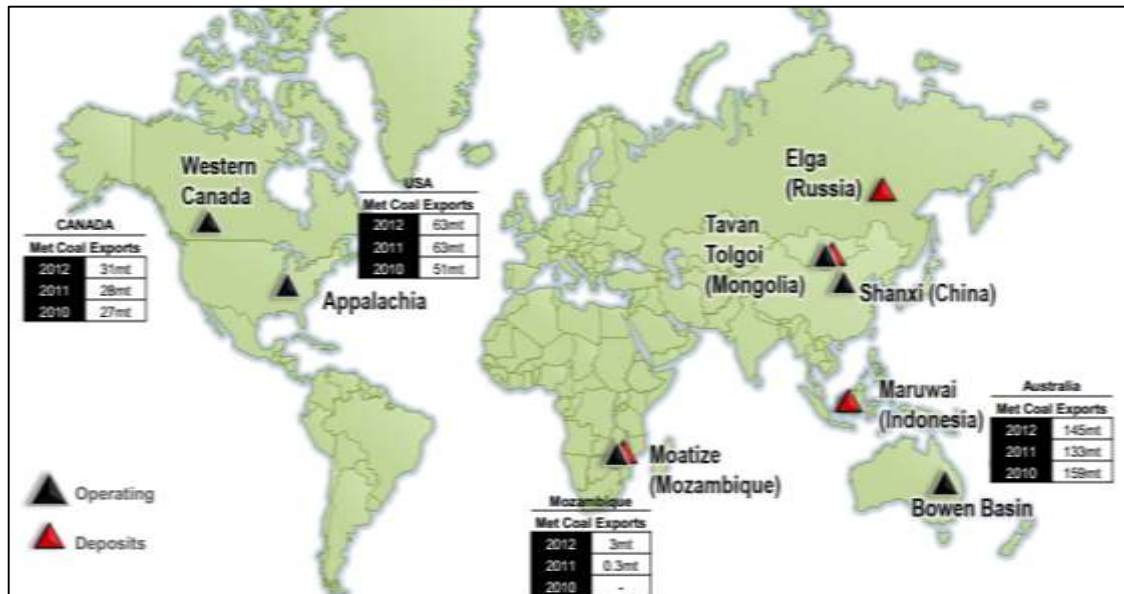 Western
Canada
CANADA
Met Coal Exports
2012 31mt
2011 28mt
2010 27mt
USA
Met Coal Exports
2012 63mt
2011 63mt
2010 51mt
Appalachia
Elga
(Russia)
Tavan
Tolgoi
(Mongolia)
Shanxi (China)
Maruwai
(Indonesia)
Australia
Met Coal Exports
2012 145mt
2011 133mt
2010 159mt
Bowen Basin
Moatize
(Mozambique)
Mozambique
Met Coal Exports
2012 3mt
2011 0.3mt
2010 -
Operating
Deposits